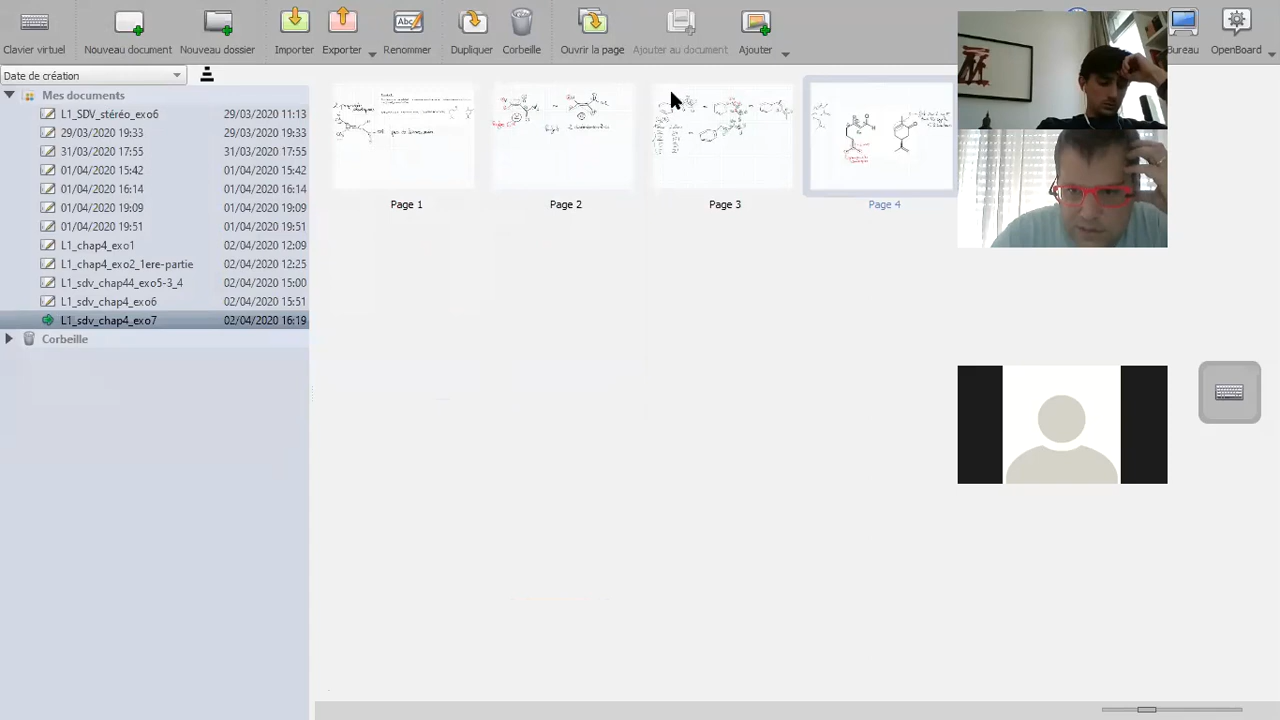 Clavier virtuel
Nouveau document
Nouveau dossier
Importer
Exporter
Renommer
Dupliquer
Corbeille
Ouvrir la page
Ajouter au document
Ajouter
Bureau
OpenBoard
Date de création
Mes documents
L1_SDV_stéréo_exo6 29/03/2020 11:13
29/03/2020 19:33 29/03/2020 19:33
31/03/2020 17:55 31/03/2020 17:55
01/04/2020 15:42 01/04/2020 15:42
01/04/2020 16:14 01/04/2020 16:14
01/04/2020 19:09 01/04/2020 19:09
01/04/2020 19:51 01/04/2020 19:51
L1_chap4_exo1 02/04/2020 12:09
L1_chap4_exo2_1ere-partie 02/04/2020 12:25
L1_sdv_chap44_exo5-3_4 02/04/2020 15:00
L1_sdv_chap4_exo6 02/04/2020 15:51
L1_sdv_chap4_exo7 02/04/2020 16:19
Corbeille
Page 1
Page 2
Page 3
Page 4